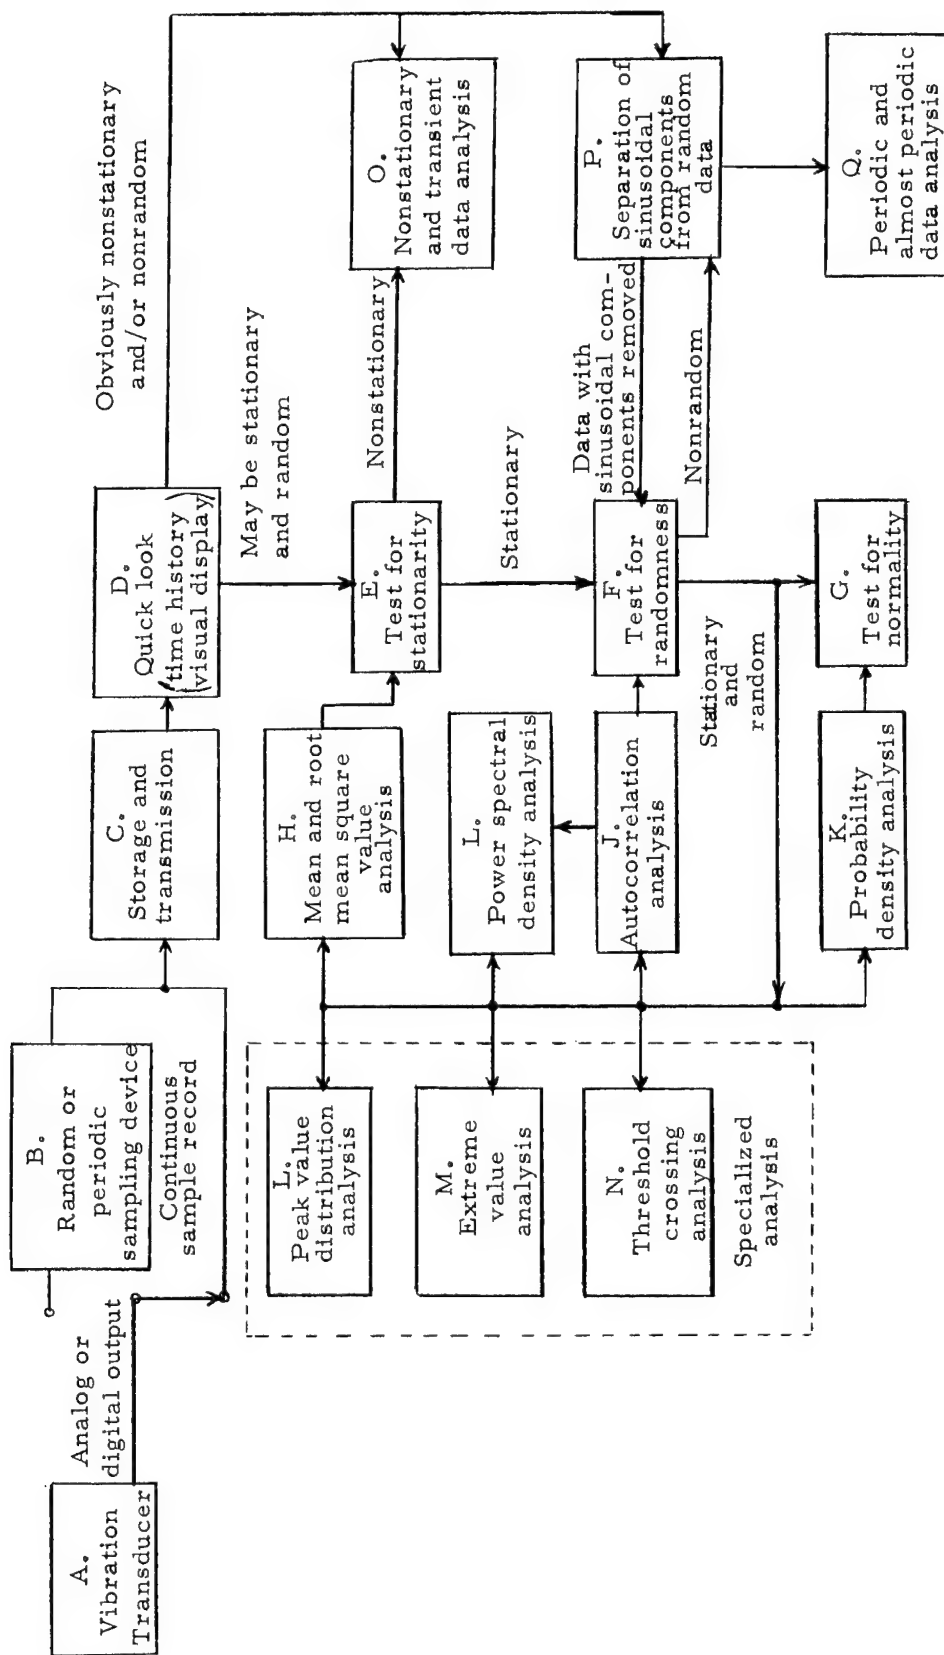 A.
Vibration
Transducer
Analog or
digital output
B.
Random or
periodic
sampling device
Continuous
sample record
C.
Storage and
transmission
D.
Quick look
(time history)
(visual display)
Obviously nonstationary
and/or nonrandom
May be stationary
and random
L.
Peak value
distribution
analysis
H.
Mean and root
mean square
value
analysis
E.
Test for
stationarity
Nonstationary
O.
Nonstationary
and transient
data analysis
Stationary
M.
Extreme
value
analysis
L.
Power spectral
density analysis
N.
Threshold
crossing
analysis
J.
Autocorrelation
analysis
F.
Test for
randomness
Data with
sinusoidal com-
ponents removed
Nonrandom
P.
Separation of
sinusoidal
components
from random
data
Specialized
analysis
Stationary
and
random
K.
Probability
density analysis
G.
Test for
normality
Q.
Periodic and
almost periodic
data analysis